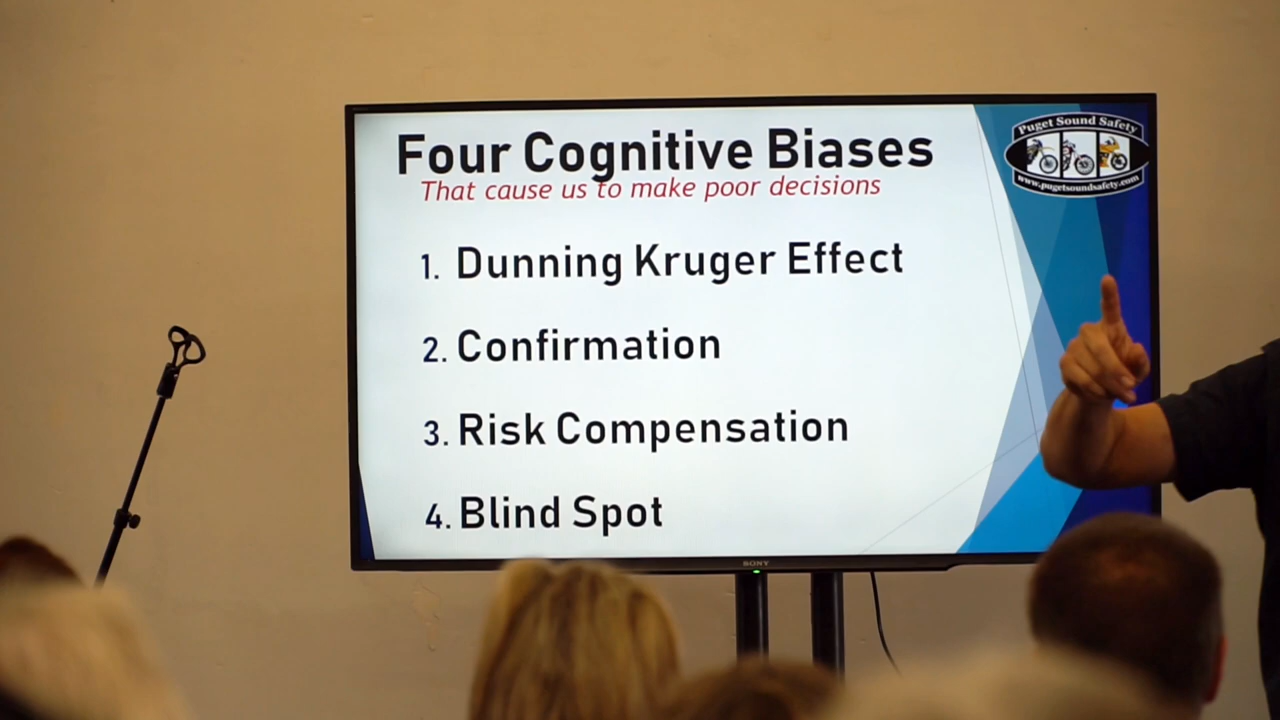 Four Cognitive Biases
That cause us to make poor decisions
1. Dunning Kruger Effect
2. Confirmation
3. Risk Compensation
4. Blind Spot
Puget Sound Safety
www.pugetsoundsafety.com
SONY